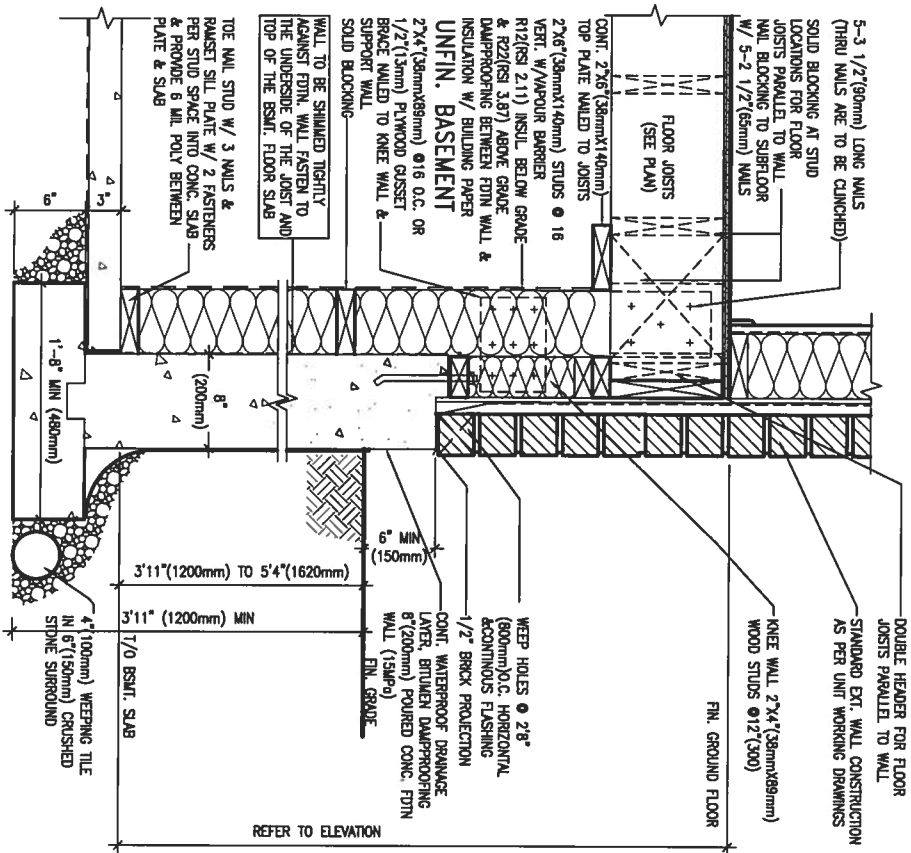 5-3 1/2"(90mm) LONG NAILS
(THRU NAILS ARE TO BE CLINCHED)
SOLID BLOCKING AT STUD
LOCATIONS FOR FLOOR
JOISTS PARALLEL TO WALL
NAIL BLOCKING TO SUBFLOOR
W/ 5-2 1/2"(65mm) NAILS
FLOOR JOISTS
(SEE PLAN)
CONT. 2"X6"(38mmX140mm)
TOP PLATE NAILED TO JOISTS
2"X6"(38mmX140mm) STUDS @ 16
VERT. W/VAPOUR BARRIER
R12(RSI 2.11) INSUL BELOW GRADE
& R22(RSI 3.87) ABOVE GRADE
DAMPROOFING BETWEEN FDTN WALL &
INSULATION W/ BUILDING PAPER
UNFIN. BASEMENT
2"X4"(38mmX89mm) @16 O.C. OR
1/2"(13mm) PLYWOOD GUSSET
BRACE NAILED TO KNEE WALL &
SUPPORT WALL
SOLID BLOCKING
WALL TO BE SHIMMED TIGHTLY
AGAINST FDTN. WALL FASTEN TO
THE UNDERSIDE OF THE JOIST AND
TOP OF THE BSMT. FLOOR SLAB
TOE NAIL STUD W/ 3 NAILS &
RAMSET SILL PLATE W/ 2 FASTENERS
PER STUD SPACE INTO CONC. SLAB
& PROVIDE 6 MIL POLY BETWEEN
PLATE & SLAB
6"
3"
1'-8" MIN (480mm)
8"
(200mm)
DOUBLE HEADER FOR FLOOR
JOISTS PARALLEL TO WALL
STANDARD EXT. WALL CONSTRUCTION
AS PER UNIT WORKING DRAWINGS
KNEE WALL 2"X4"(38mmX89mm)
WOOD STUDS @12"(300)
FIN. GROUND FLOOR
WEEP HOLES @ 2'8"
(800mm)O.C. HORIZONTAL
&CONTINOUS FLASHING
1/2" BRICK PROJECTION
CONT. WATERPROOF DRAINAGE
LAYER, BITUMEN DAMPPROOFING
8"(200mm) POURED CONC. FDTN
WALL (15MPa)
FIN. GRADE
6" MIN
(150mm)
3'11"(1200mm) TO 5'4"(1620mm)
3'11" (1200mm) MIN
T/O BSMT. SLAB
4"(100mm) WEEPING TILE
IN 6"(150mm) CRUSHED
STONE SURROUND
REFER TO ELEVATION